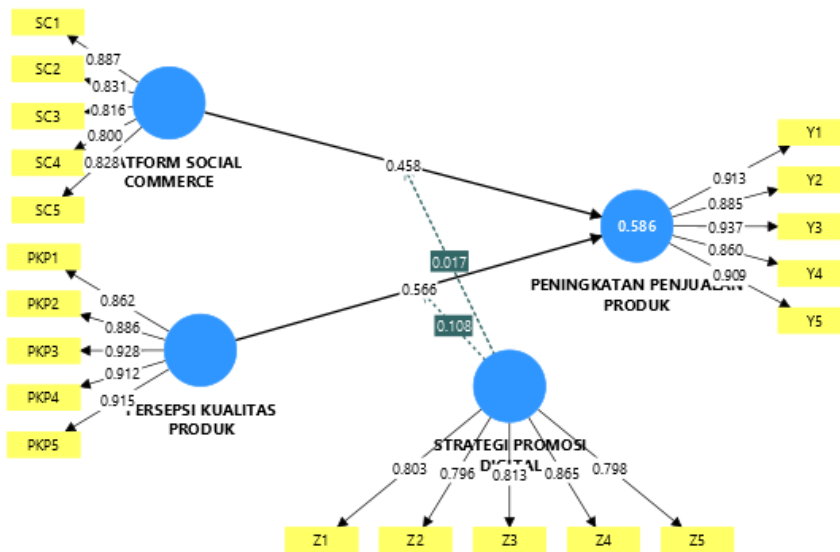 SC1
SC2
SC3
SC4
SC5
0.887
0.831
0.816
0.800
0.828
ATFORM SOCIAL
COMMERCE
PKP1
PKP2
PKP3
PKP4
PKP5
0.862
0.886
0.928
0.912
0.915
ERSEPSI KUALITAS
PRODUK
0.458
0.566
0.017
0.108
0.586
PENINGKATAN PENJUALAN
PRODUK
0.913
0.885
0.937
0.860
0.909
Y1
Y2
Y3
Y4
Y5
STRATEGI PROMOSI
DIGITAL
0.803
0.796
0.813
0.865
0.798
Z1
Z2
Z3
Z4
Z5